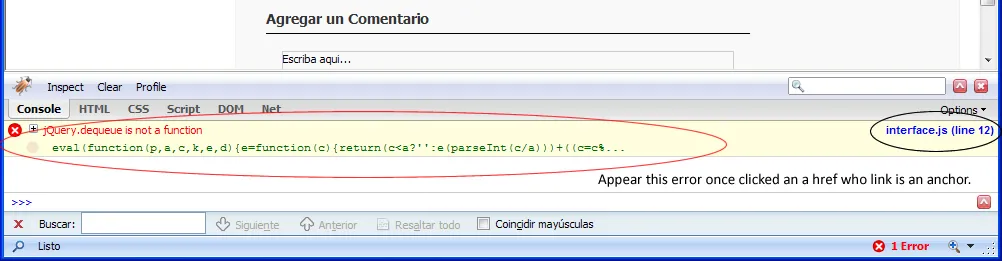 Agregar un Comentario
Escriba aqui...
Inspect Clear Profile
Console HTML CSS Script DOM Net Options
jQuery.dequeue is not a function interface.js (line 12)
eval(function(p,a,c,k,e,d){e=function(c){return(c<a?'':e(parseInt(c/a)))+((c=c%...
Appear this error once clicked an a href who link is an anchor.
>>>
x Buscar: Siguiente Anterior Resaltar todo Coincidir mayúsculas
Listo 1 Error